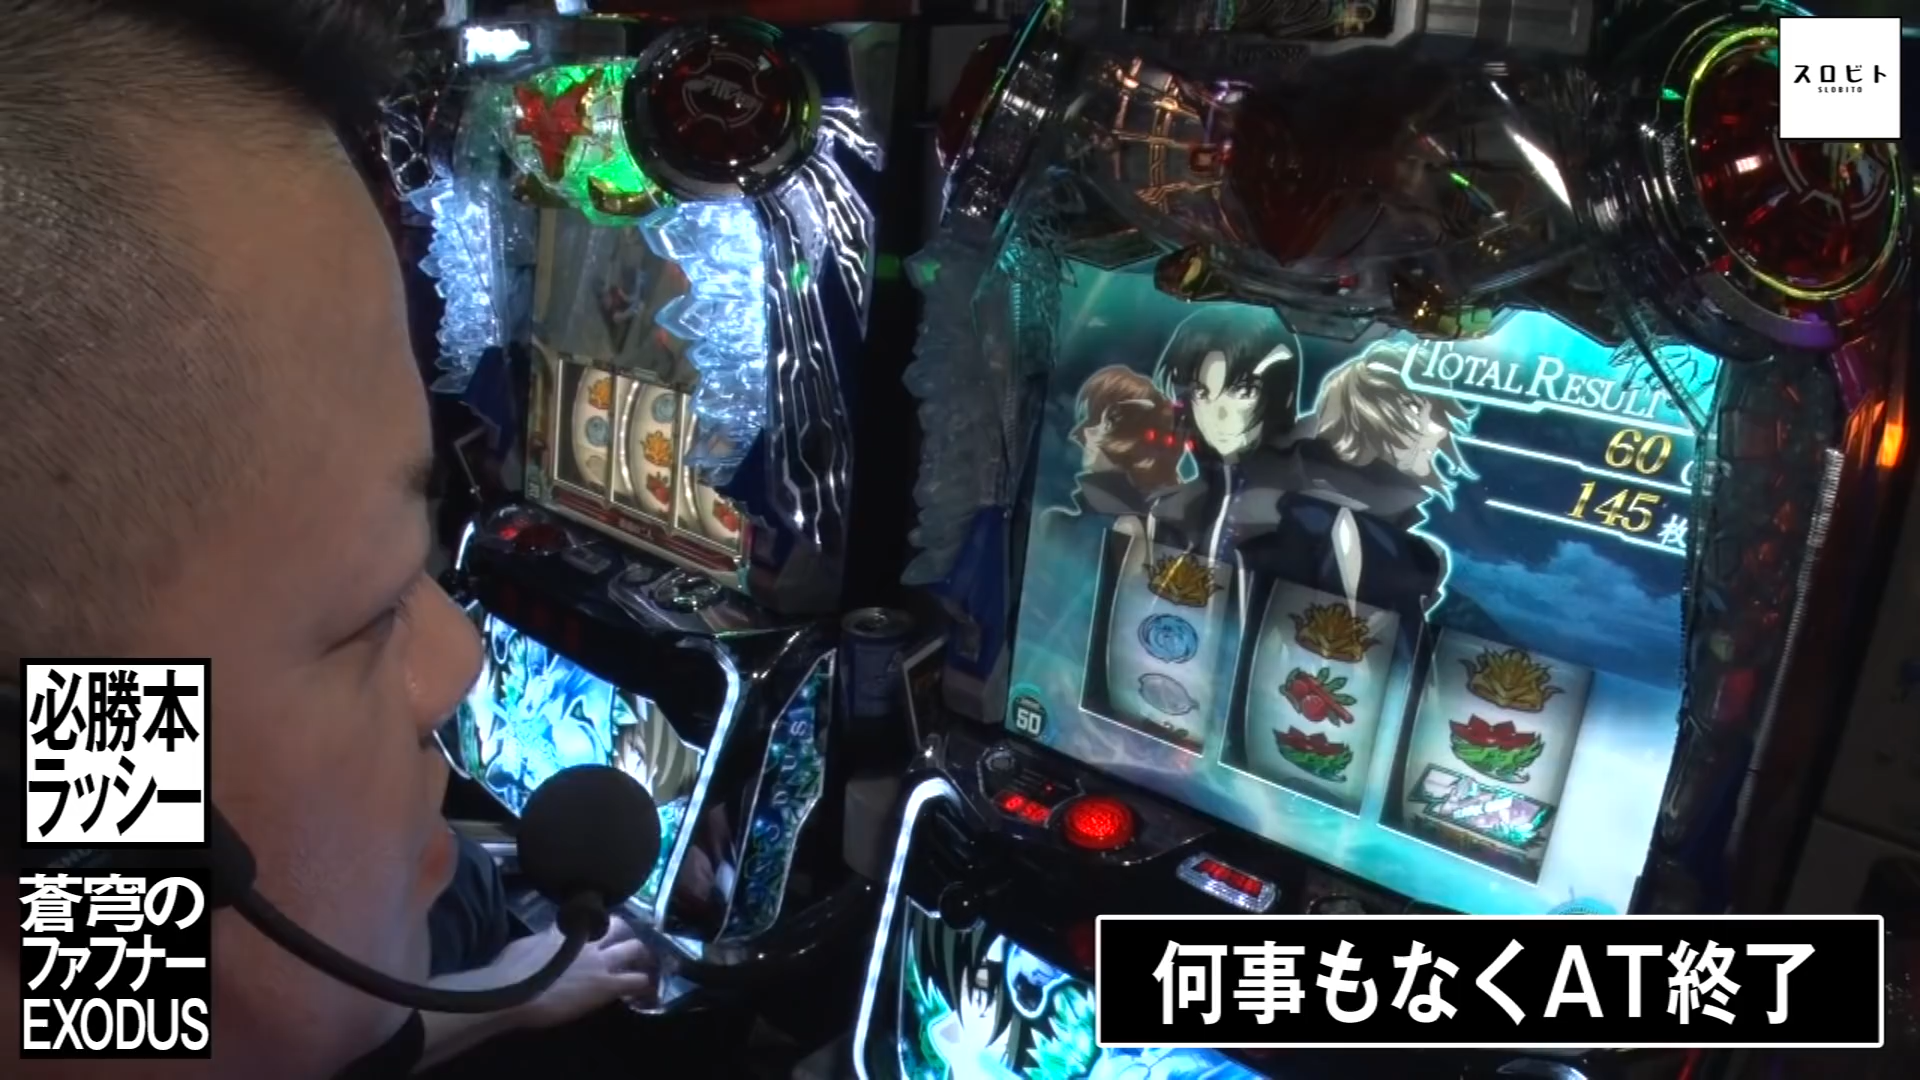 スロビト
SLOBITO
TOTAL RESULT
60 G
145枚
50
必勝本
ラッシー
蒼穹の
ファフナー
EXODUS
何事もなくAT終了